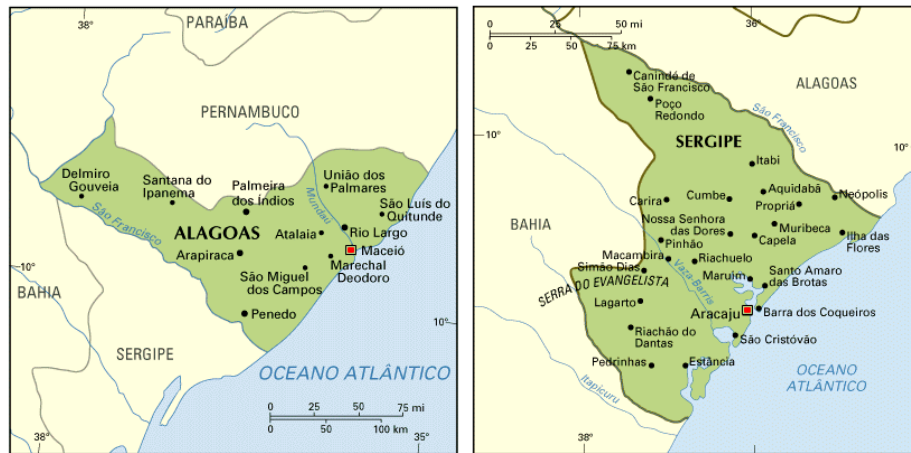 38°
PARAÍBA
36°
PERNAMBUCO
Delmiro
Gouveia
Santana do
Ipanema
Palmeira
dos Índios
União dos
Palmares
Mundau
São Luís do
Quitunde
São Francisco
ALAGOAS
Atalaia
Rio Largo
Maceió
Arapiraca
Marechal
Deodoro
São Miguel
dos Campos
10°
BAHIA
Penedo
10°
SERGIPE
OCEANO ATLÂNTICO
0 25 50 75 mi
0 50 100 km
38°
35°
0 25 50 mi
0 25 50 75 km
36°
Canindé de
São Francisco
Poço
Redondo
ALAGOAS
São Francisco
10°
SERGIPE
10°
Itabi
Carira
Cumbe
Aquidabã
Propriá
Neópolis
BAHIA
Nossa Senhora
das Dores
Muribeca
Capela
Ilha das
Flores
Pinhão
Macambira
Riachuelo
Simão Dias
Vaza-Barris
Maruim
Santo Amaro
das Brotas
SERRA DO EVANGELISTA
Lagarto
Aracaju
Barra dos Coqueiros
Riachão do
Dantas
São Cristóvão
Pedrinhas
Estância
Itapicuru
OCEANO
ATLÂNTICO
38°
36°